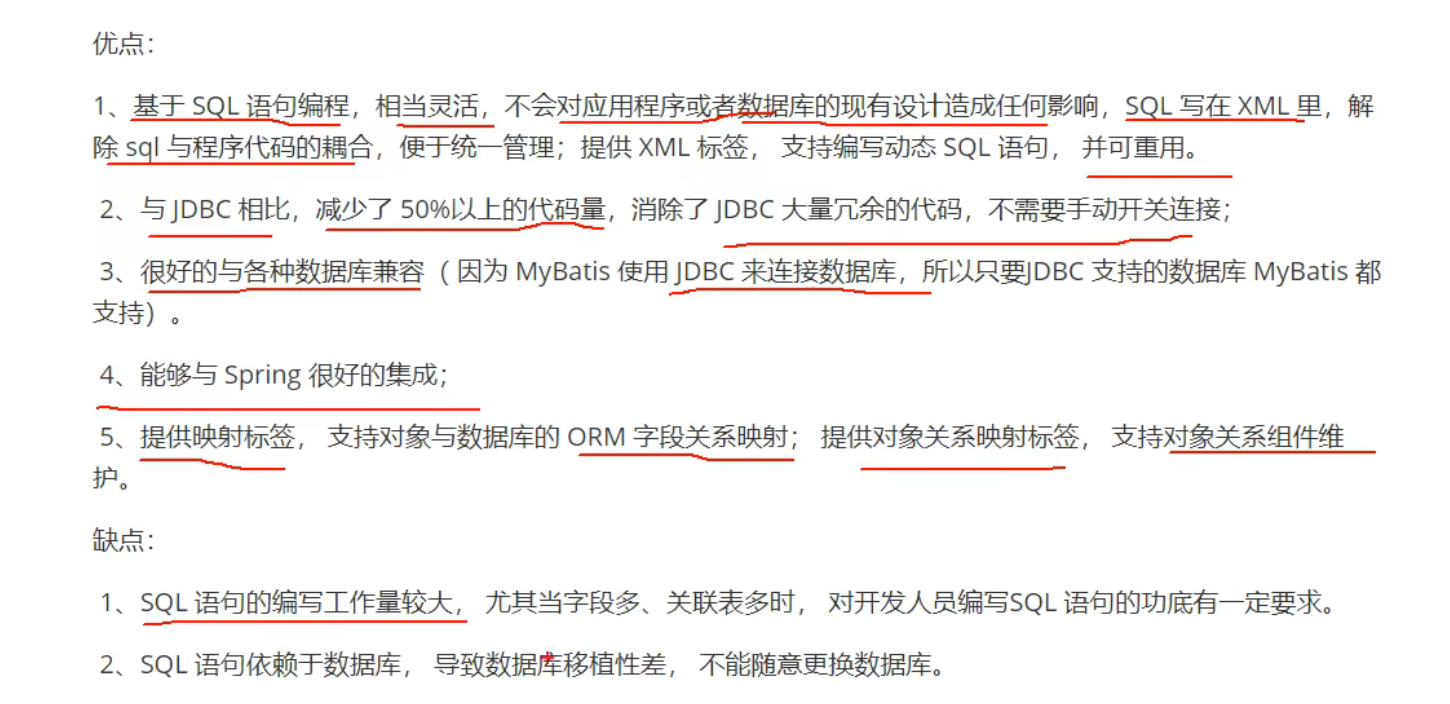 优点：
1、基于 SQL 语句编程，相当灵活，不会对应用程序或者数据库的现有设计造成任何影响，SQL 写在 XML 里，解
除 sql 与程序代码的耦合，便于统一管理；提供 XML 标签， 支持编写动态 SQL 语句， 并可重用。
2、与 JDBC 相比，减少了 50%以上的代码量，消除了 JDBC 大量冗余的代码，不需要手动开关连接；
3、很好的与各种数据库兼容（ 因为 MyBatis 使用 JDBC 来连接数据库，所以只要JDBC 支持的数据库 MyBatis 都
支持）。
4、能够与 Spring 很好的集成；
5、提供映射标签， 支持对象与数据库的 ORM 字段关系映射； 提供对象关系映射标签， 支持对象关系组件维
护。
缺点：
1、SQL 语句的编写工作量较大， 尤其当字段多、关联表多时， 对开发人员编写SQL 语句的功底有一定要求。
2、SQL 语句依赖于数据库， 导致数据库移植性差， 不能随意更换数据库。